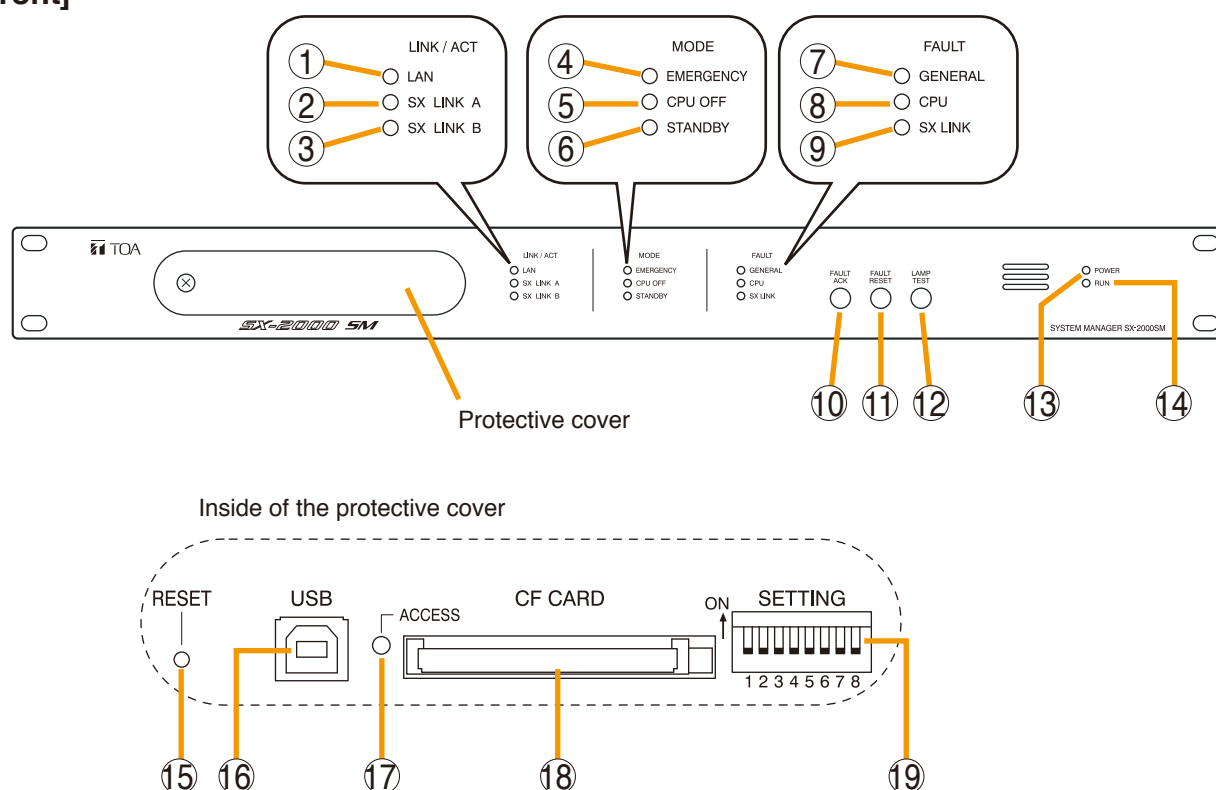 ront]
LINK / ACT
① LAN
② SX LINK A
③ SX LINK B
MODE
④ EMERGENCY
⑤ CPU OFF
⑥ STANDBY
FAULT
⑦ GENERAL
⑧ CPU
⑨ SX LINK
TOA
SX-2000 SM
LINK / ACT
LAN
SX LINK A
SX LINK B
MODE
EMERGENCY
CPU OFF
STANDBY
FAULT
GENERAL
CPU
SX LINK
FAULT
ACK
FAULT
RESET
LAMP
TEST
POWER
RUN
SYSTEM MANAGER SX-2000SM
⑩ ⑪ ⑫ ⑬ ⑭
Protective cover
Inside of the protective cover
RESET
USB
ACCESS
CF CARD
ON
SETTING
1 2 3 4 5 6 7 8
⑮ ⑯ ⑰ ⑱ ⑲